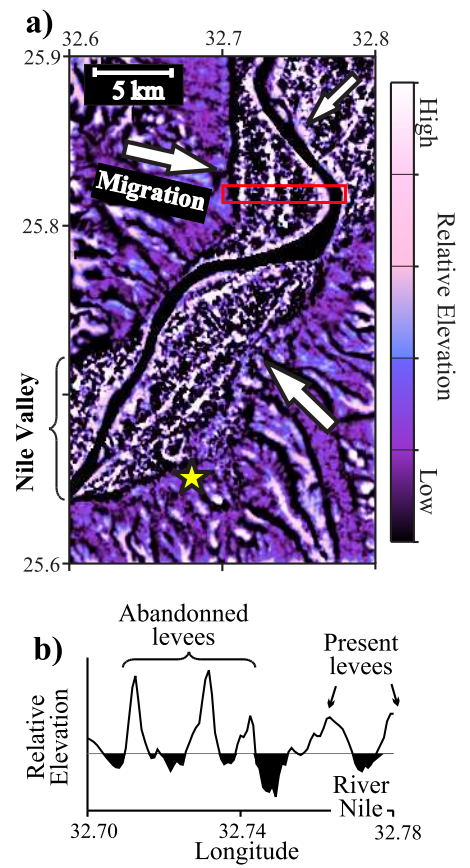 a)
32.6 32.7 32.8
25.9
5 km
Migration
25.8
Nile Valley
25.6
High
Relative Elevation
Low
b)
Abandonned
levees
Present
levees
Relative
Elevation
River
Nile
32.70 32.74 32.78
Longitude